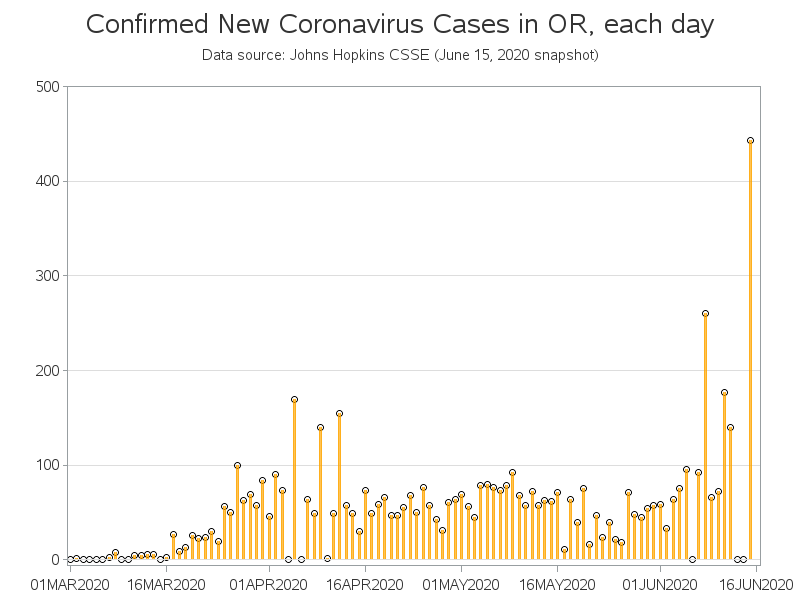 Confirmed New Coronavirus Cases in OR, each day
Data source: Johns Hopkins CSSE (June 15, 2020 snapshot)
500
400
300
200
100
0
01MAR2020 16MAR2020 01APR2020 16APR2020 01MAY2020 16MAY2020 01JUN2020 16JUN2020